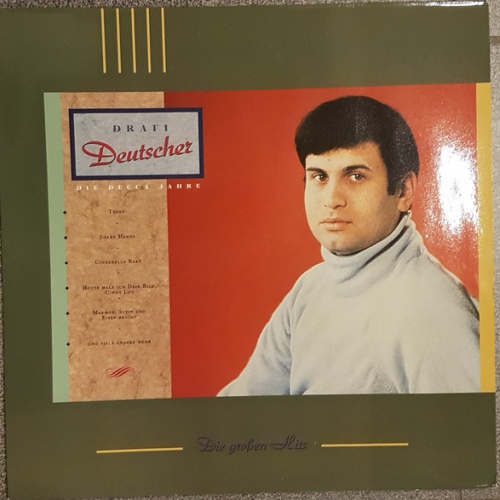 DRAFI
Deutscher
DIE DECCA JAHRE
TEENY
SHAKE HANDS
CINDERELLA BABY
HEUTE MALE ICH DEIN BILD,
CINDY LOU
MARMOR, STEIN UND
EISEN BRICHT
UND VIELE ANDERE MEHR
Die großen Hits